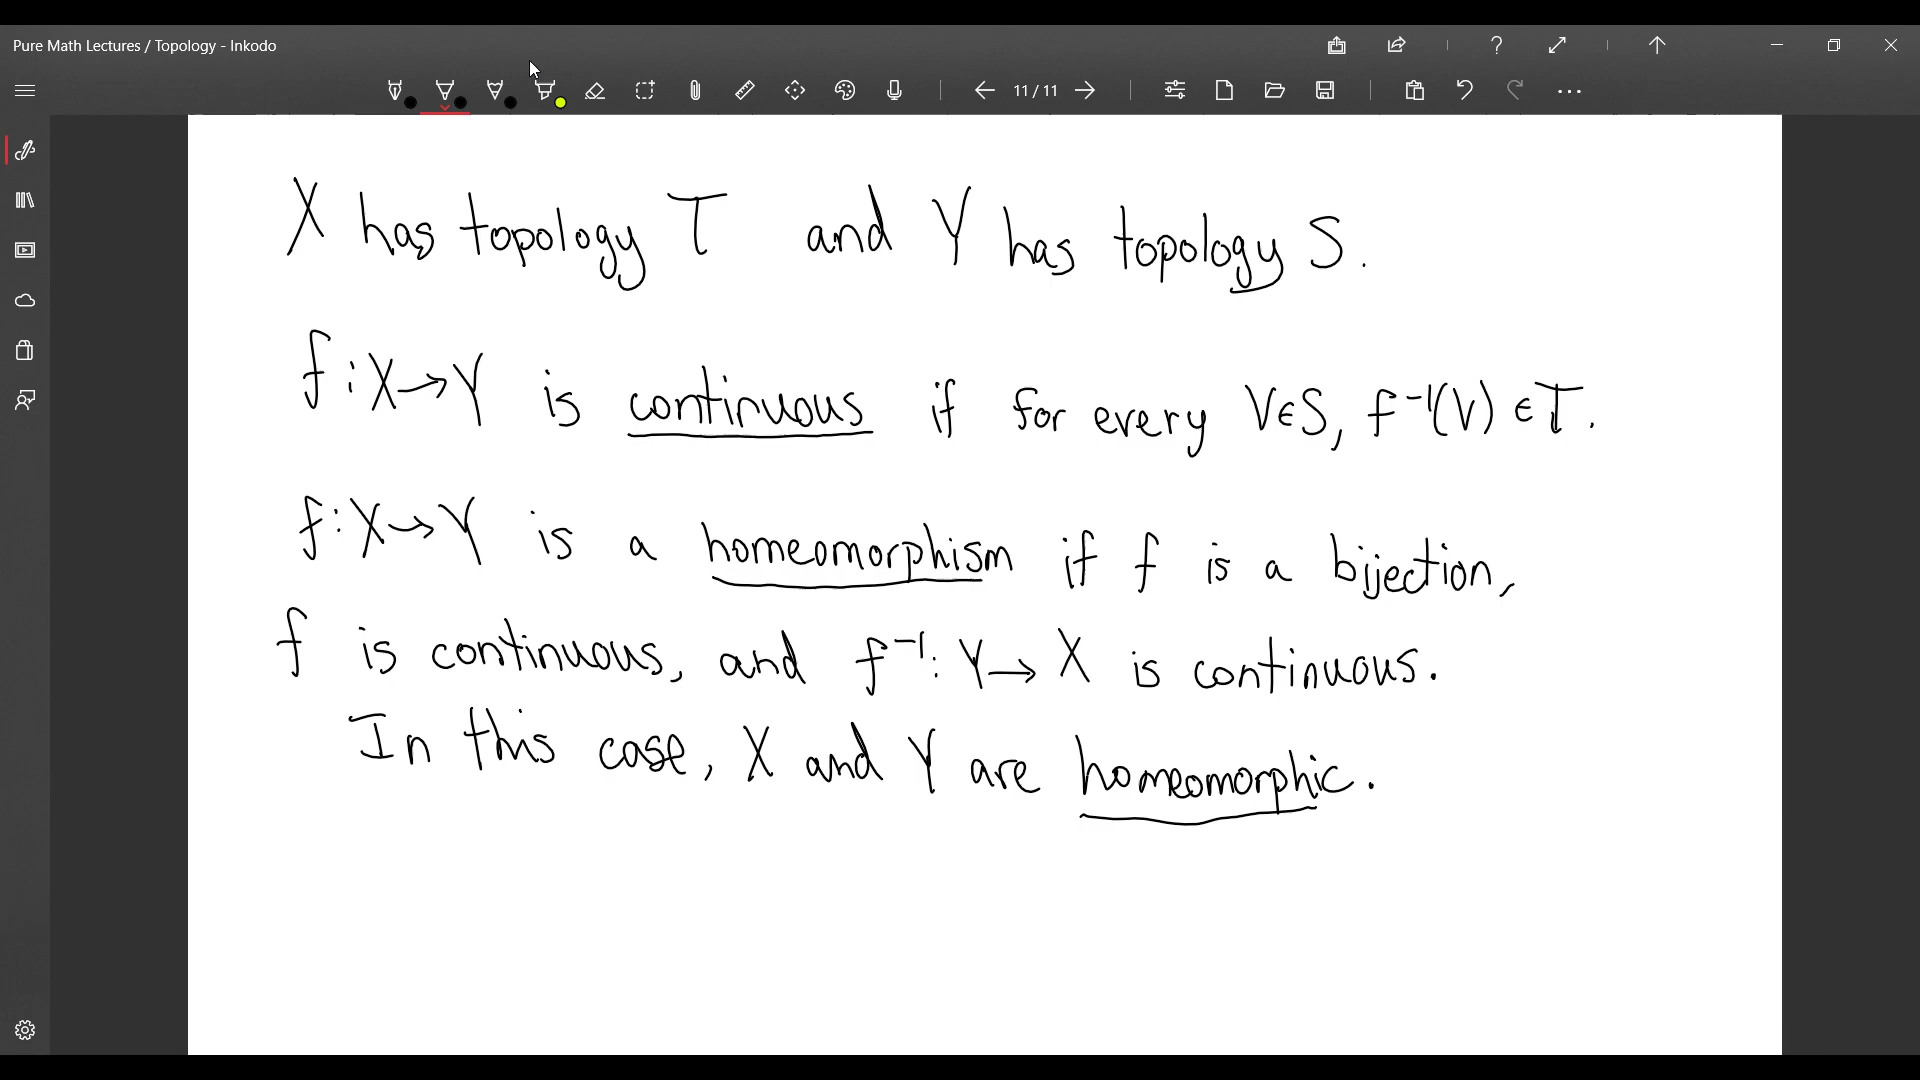 Pure Math Lectures / Topology - Inkodo
11 / 11
X has topology T and Y has topology S.
f:X→Y is continuous if for every V∈S, f⁻¹(V) ∈T.
f:X→Y is a homeomorphism if f is a bijection,
f is continuous, and f⁻¹: Y→X is continuous.
In this case, X and Y are homeomorphic.